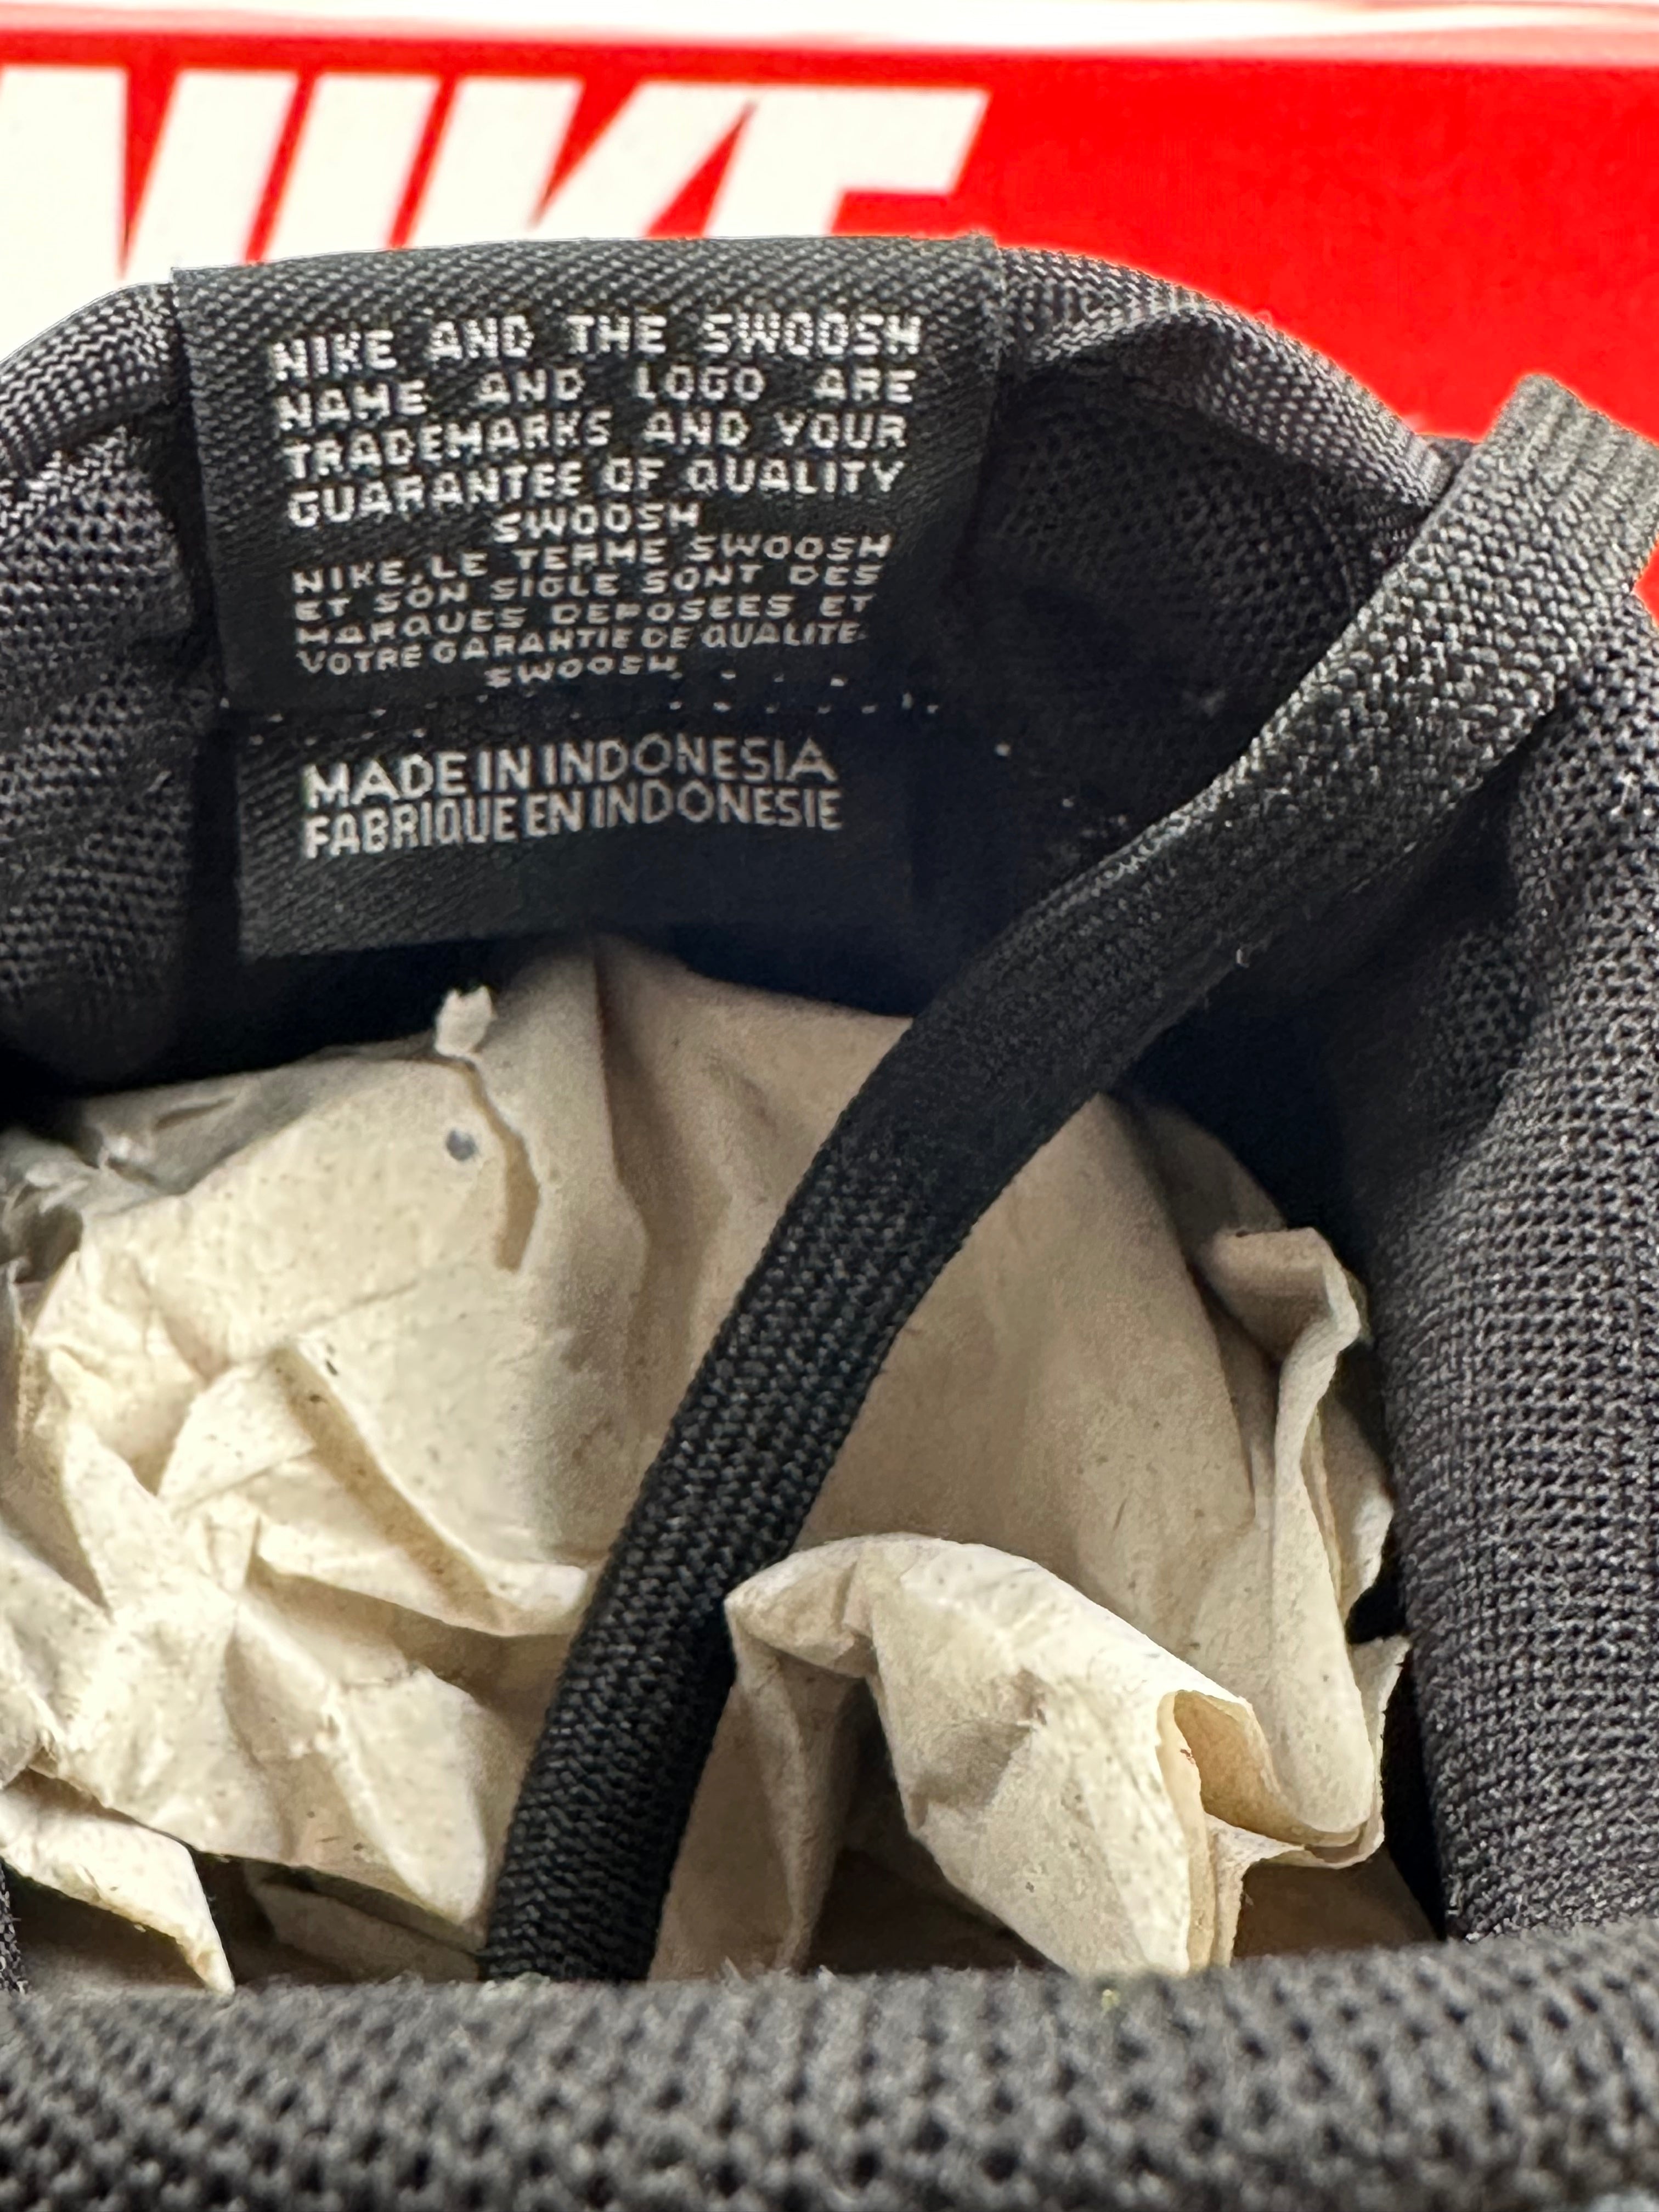 NIKE
NIKE AND THE SWOOSH
NAME AND LOGO ARE
TRADEMARKS AND YOUR
GUARANTEE OF QUALITY
SWOOSH
NIKE, LE TERME SWOOSH
ET SON SIGLE SONT DES
MARQUES DEPOSEES ET
VOTRE GARANTIE DE QUALITE.
SWOOSH
MADE IN INDONESIA
FABRIQUE EN INDONESIE